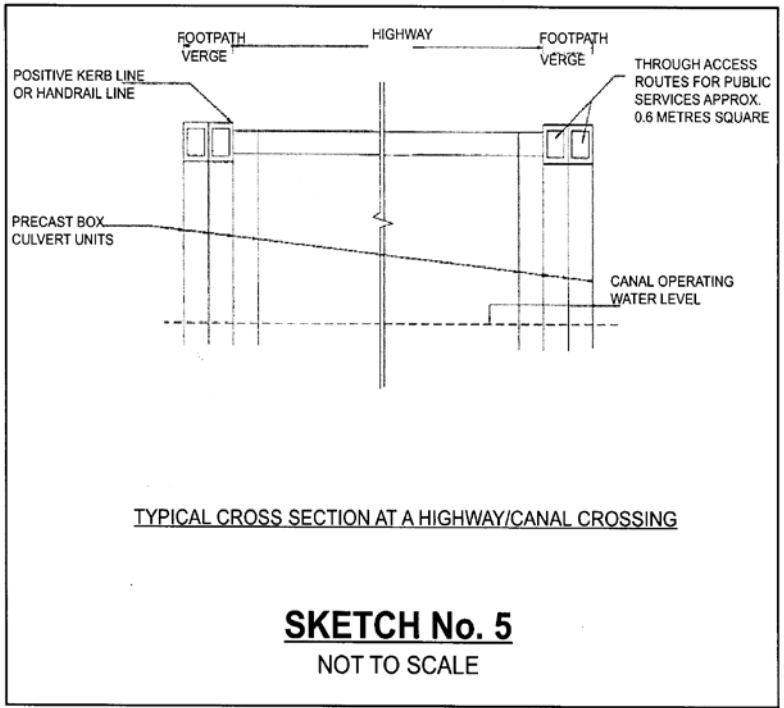 FOOTPATH
VERGE
HIGHWAY
FOOTPATH
VERGE
POSITIVE KERB LINE
OR HANDRAIL LINE
THROUGH ACCESS
ROUTES FOR PUBLIC
SERVICES APPROX.
0.6 METRES SQUARE
PRECAST BOX
CULVERT UNITS
CANAL OPERATING
WATER LEVEL
TYPICAL CROSS SECTION AT A HIGHWAY/CANAL CROSSING
SKETCH No. 5
NOT TO SCALE